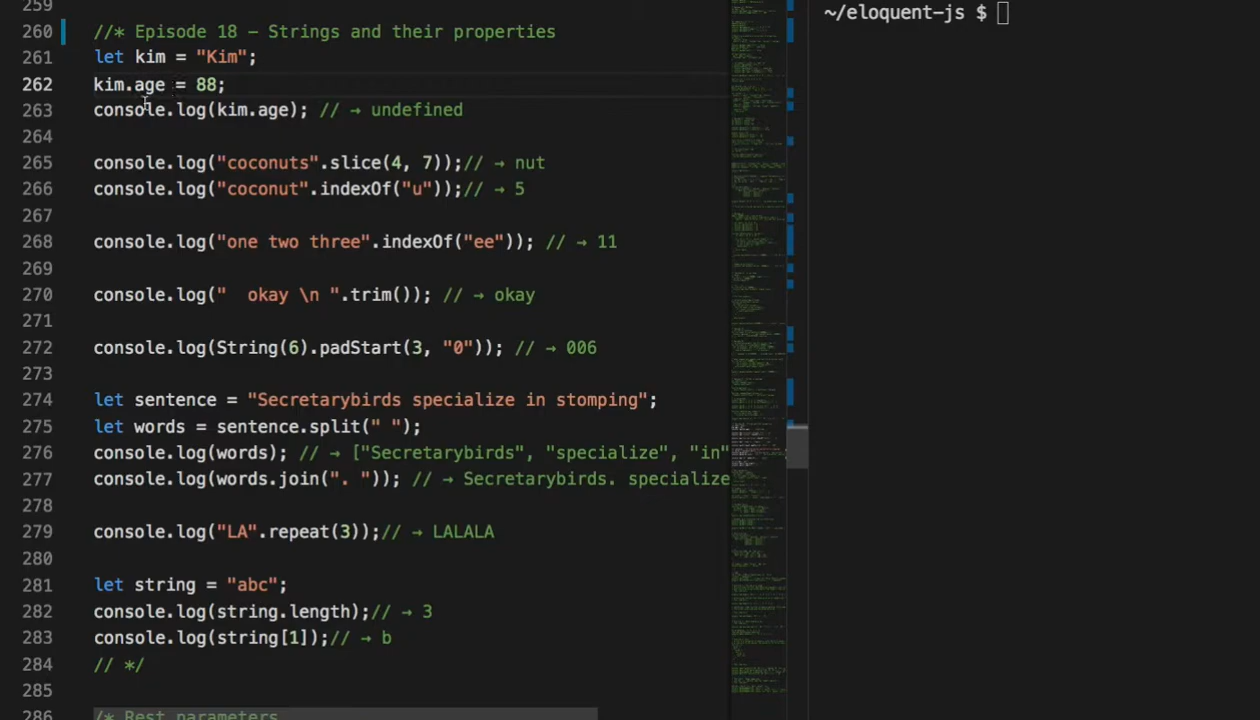 259
260 //* Episode 18 - Strings and their properties
261 let kim = "Kim";
262 kim.age = 88;
263 console.log(kim.age); // → undefined
264
265 console.log("coconuts".slice(4, 7));// → nut
266 console.log("coconut".indexOf("u"));// → 5
267
268 console.log("one two three".indexOf("ee")); // → 11
269
270 console.log("  okay \n ".trim()); // → okay
271
272 console.log(String(6).padStart(3, "0")); // → 006
273
274 let sentence = "Secretarybirds specialize in stomping";
275 let words = sentence.split(" ");
276 console.log(words); // → ["Secretarybirds", "specialize", "in"
277 console.log(words.join(". ")); // → Secretarybirds. specialize
278
279 console.log("LA".repeat(3));// → LALALA
280
281 let string = "abc";
282 console.log(string.length);// → 3
283 console.log(string[1]);// → b
284 // */
285
286 /* Rest parameters
~/eloquent-js $